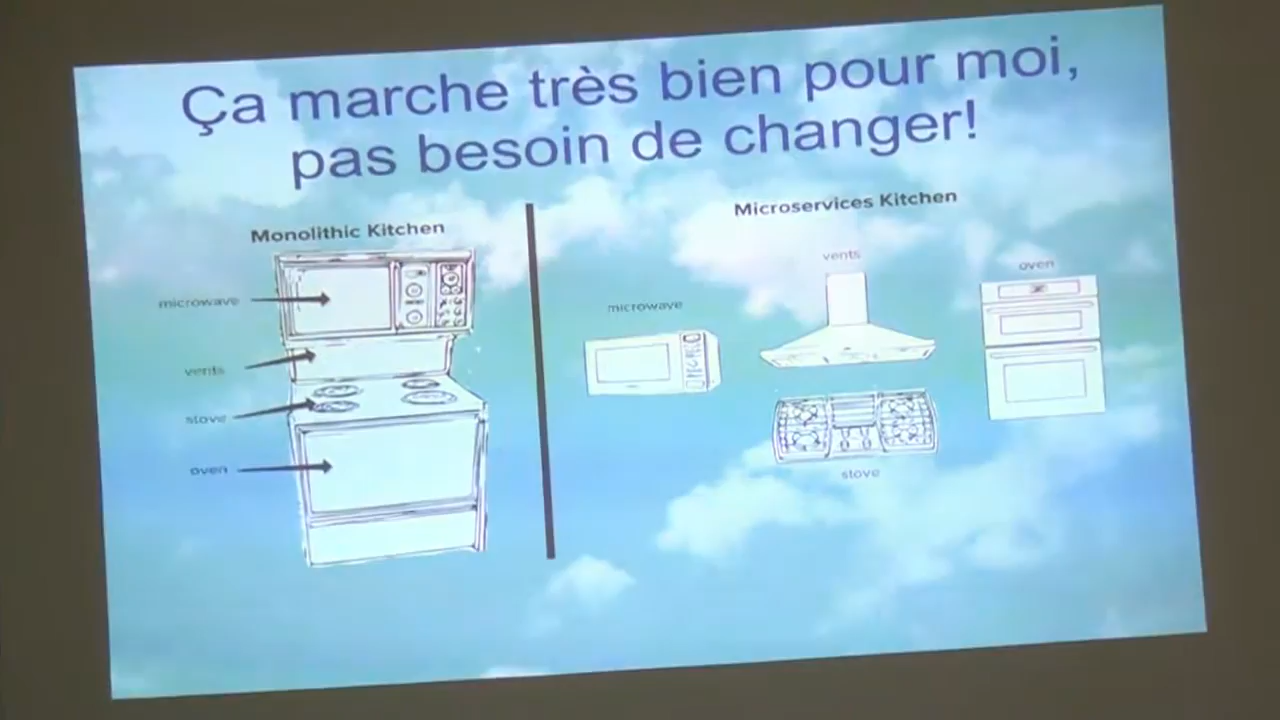 Ça marche très bien pour moi,
pas besoin de changer!
Monolithic Kitchen
microwave
vents
stove
oven
Microservices Kitchen
vents
oven
microwave
stove